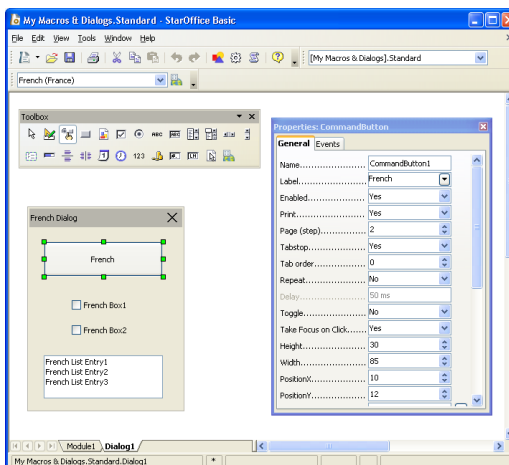 My Macros & Dialogs.Standard - StarOffice Basic
File Edit View Tools Window Help
[My Macros & Dialogs].Standard
French (France)
Toolbox
ABC
123
Properties: CommandButton
General Events
Name.................... CommandButton1
Label.................... French
Enabled.................. Yes
Print.................... Yes
Page (step).............. 2
Tabstop.................. Yes
Tab order................ 0
Repeat................... No
Delay.................... 50 ms
Toggle................... No
Take Focus on Click....... Yes
Height................... 30
Width.................... 85
PositionX................ 10
PositionY................ 12
French Dialog
French
French Box1
French Box2
French List Entry1
French List Entry2
French List Entry3
Module1 Dialog1
My Macros & Dialogs.Standard.Dialog1 *